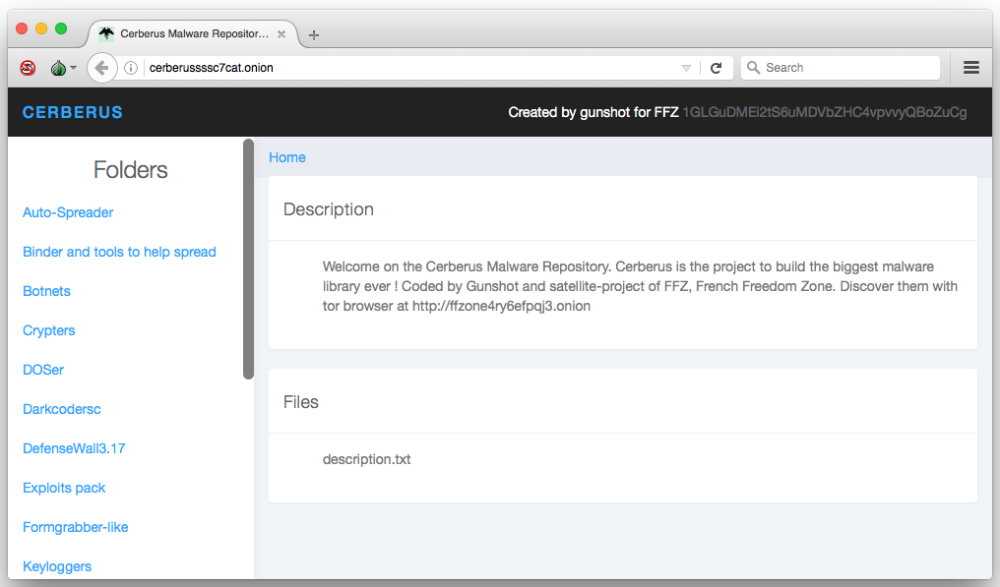 Cerberus Malware Repositor...
cerberussssc7cat.onion
Search
CERBERUS
Created by gunshot for FFZ 1GLGuDMEi2tS6uMDVbZHC4vpvvyQBoZuCg
Folders
Auto-Spreader
Binder and tools to help spread
Botnets
Crypters
DOSer
Darkcodersc
DefenseWall3.17
Exploits pack
Formgrabber-like
Keyloggers
Home
Description
Welcome on the Cerberus Malware Repository. Cerberus is the project to build the biggest malware
library ever ! Coded by Gunshot and satellite-project of FFZ, French Freedom Zone. Discover them with
tor browser at http://ffzone4ry6efpqj3.onion
Files
description.txt